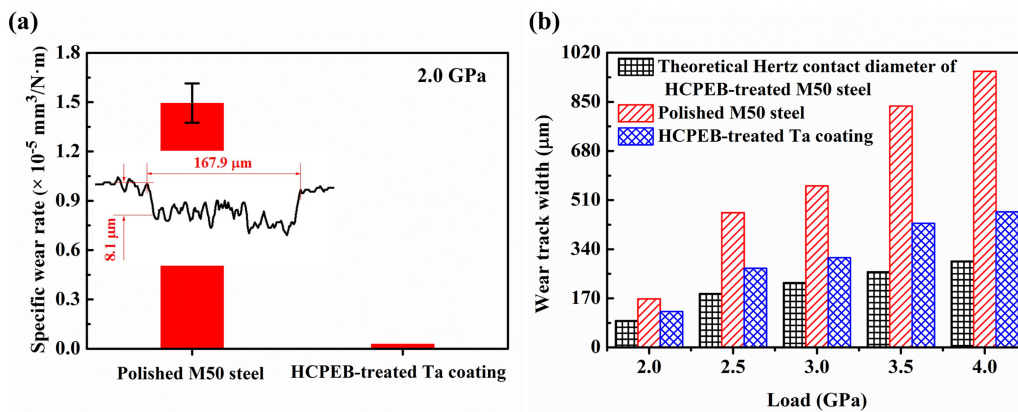 (a)
Specific wear rate (× 10⁻⁵ mm³/N·m)
1.8
1.5
1.2
0.9
0.6
0.3
0.0
2.0 GPa
167.9 μm
8.1 μm
Polished M50 steel
HCPEB-treated Ta coating
(b)
Wear track width (μm)
1020
850
680
510
340
170
0
Theoretical Hertz contact diameter of
HCPEB-treated M50 steel
Polished M50 steel
HCPEB-treated Ta coating
2.0
2.5
3.0
3.5
4.0
Load (GPa)